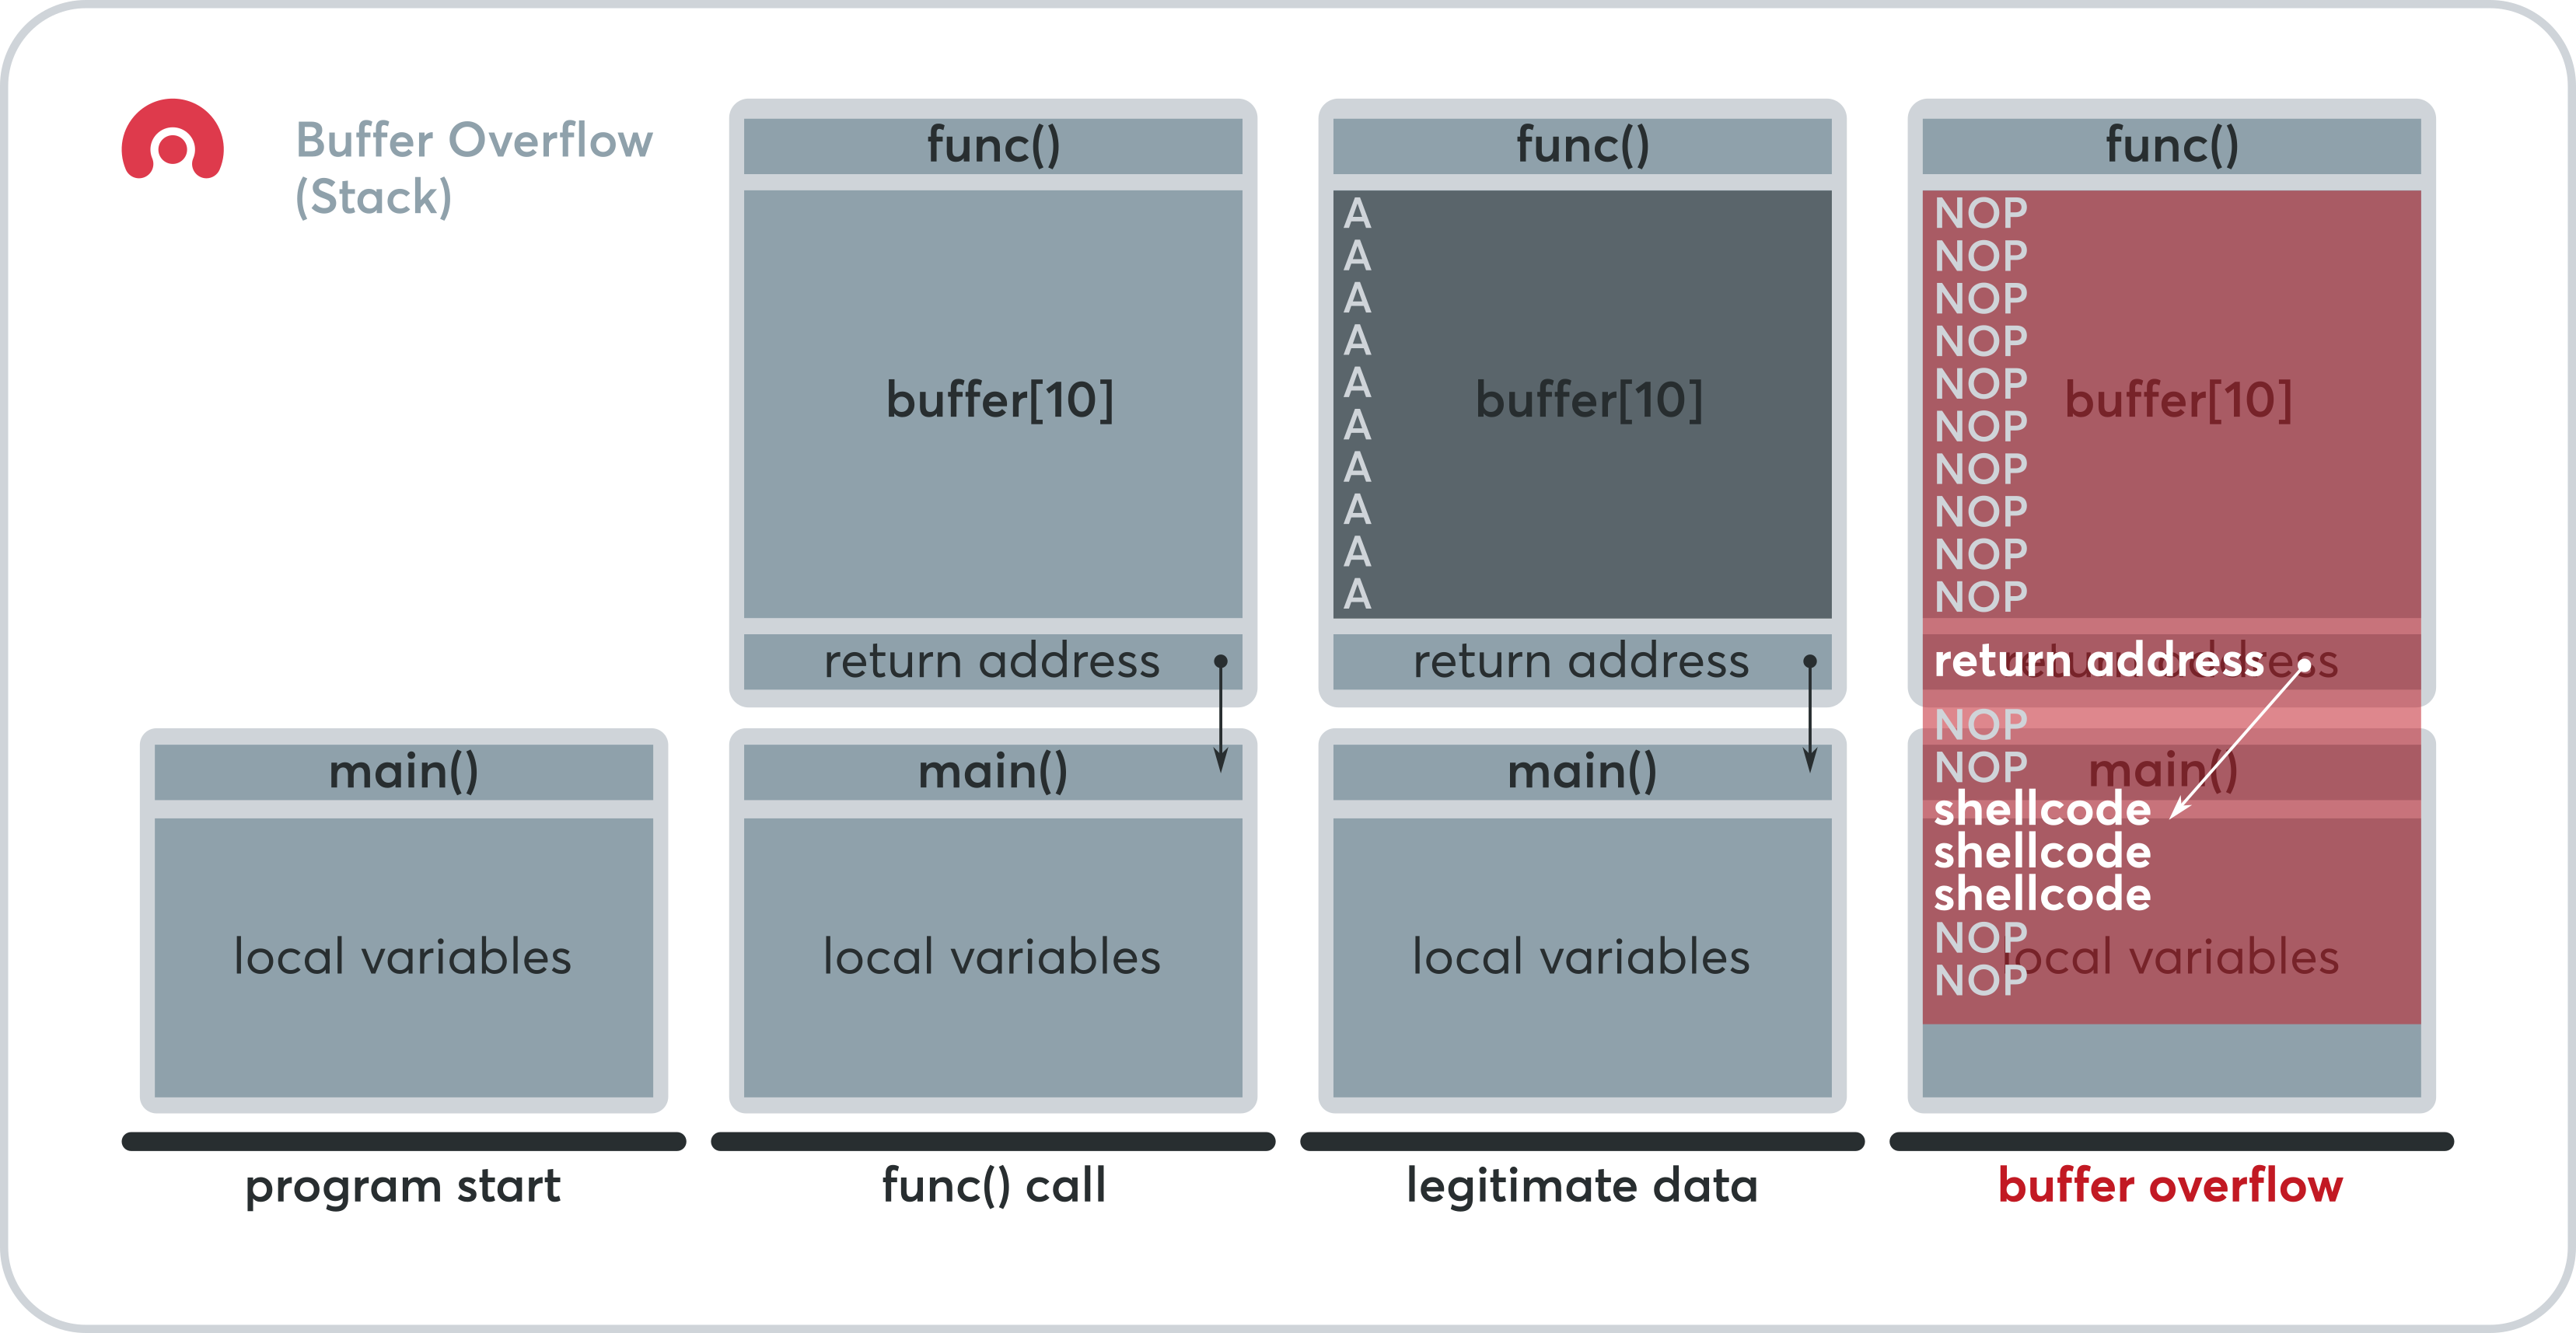 Buffer Overflow
(Stack)
main()
local variables
program start
func()
buffer[10]
return address
main()
local variables
func() call
func()
A
A
A
A
A
buffer[10]
A
A
A
A
A
return address
main()
local variables
legitimate data
func()
NOP
NOP
NOP
NOP
NOP
buffer[10]
NOP
NOP
NOP
NOP
NOP
return address
return address
NOP
NOP
main()
shellcode
shellcode
shellcode
NOP
local variables
NOP
buffer overflow